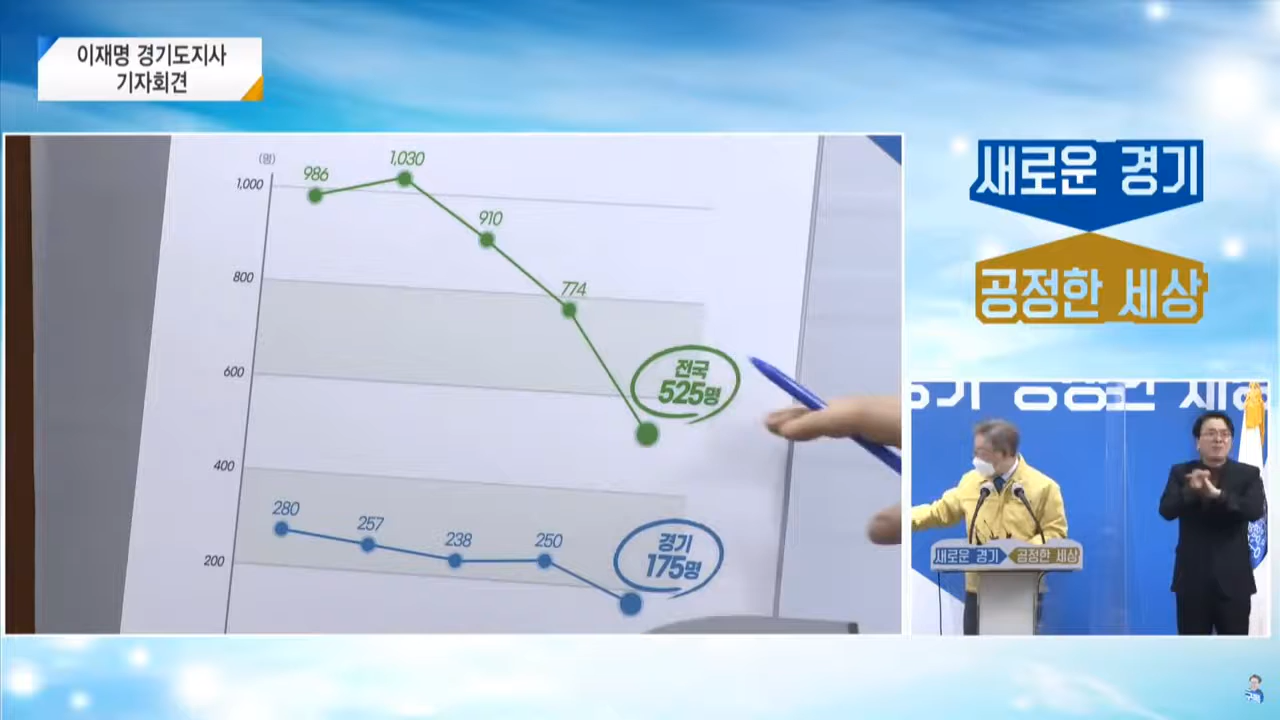 이재명 경기도지사
기자회견
(명)
1,000
800
600
400
200
986
1,030
910
774
전국
525명
280
257
238
250
경기
175명
새로운 경기
공정한 세상
새로운 경기 공정한 세상